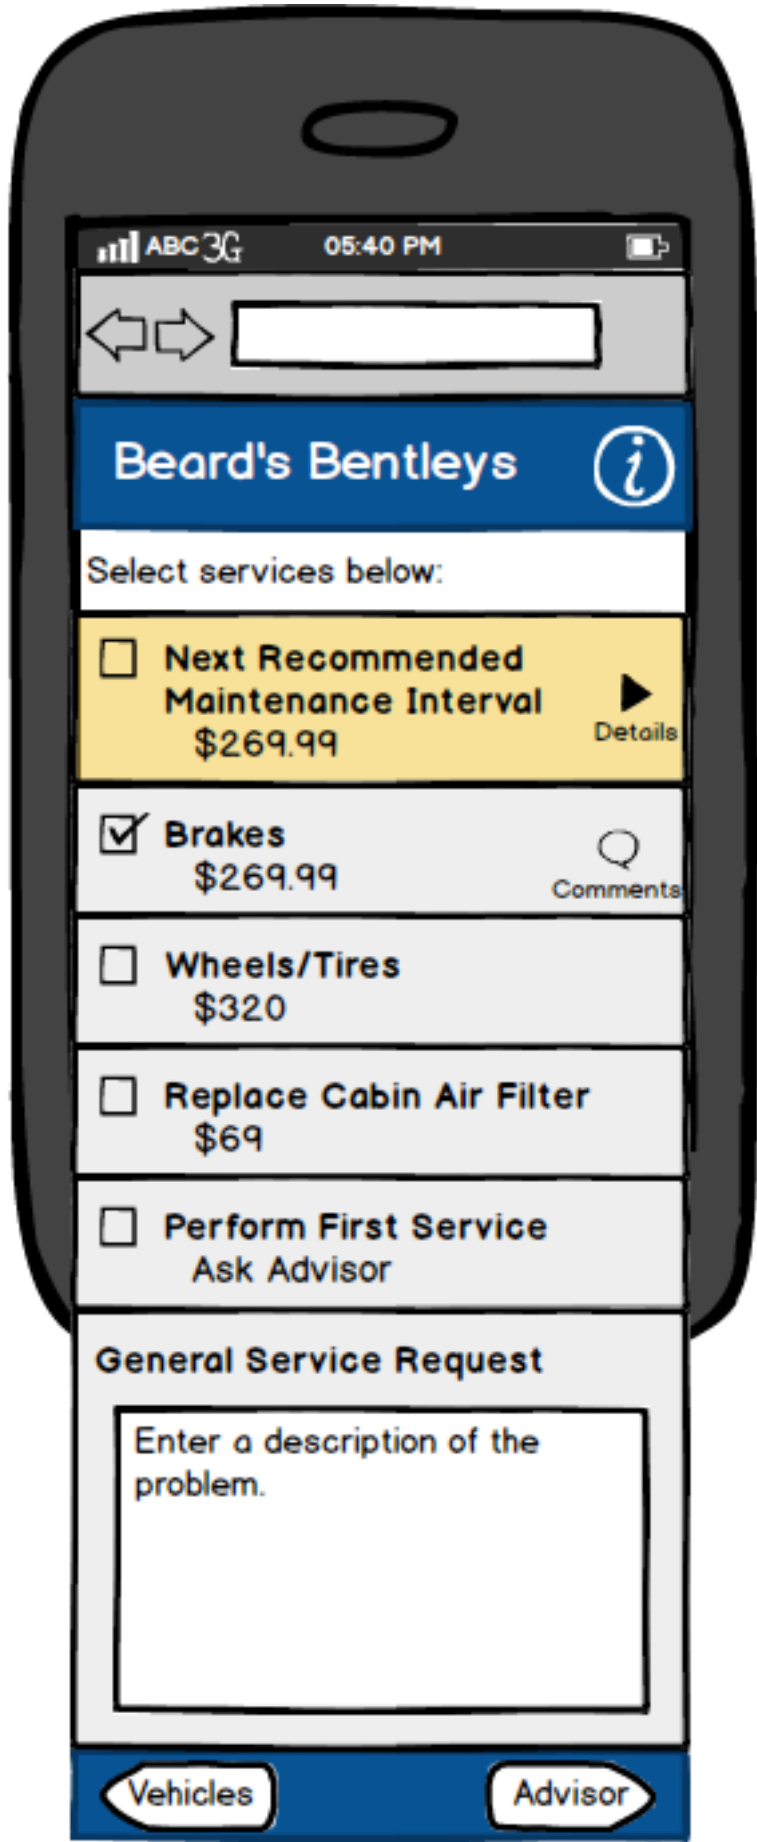 ABC 3G 05:40 PM
Beard's Bentleys i
Select services below:
Next Recommended
Maintenance Interval
$269.99
Details
Brakes
$269.99
Comments
Wheels/Tires
$320
Replace Cabin Air Filter
$69
Perform First Service
Ask Advisor
General Service Request
Enter a description of the
problem.
Vehicles Advisor